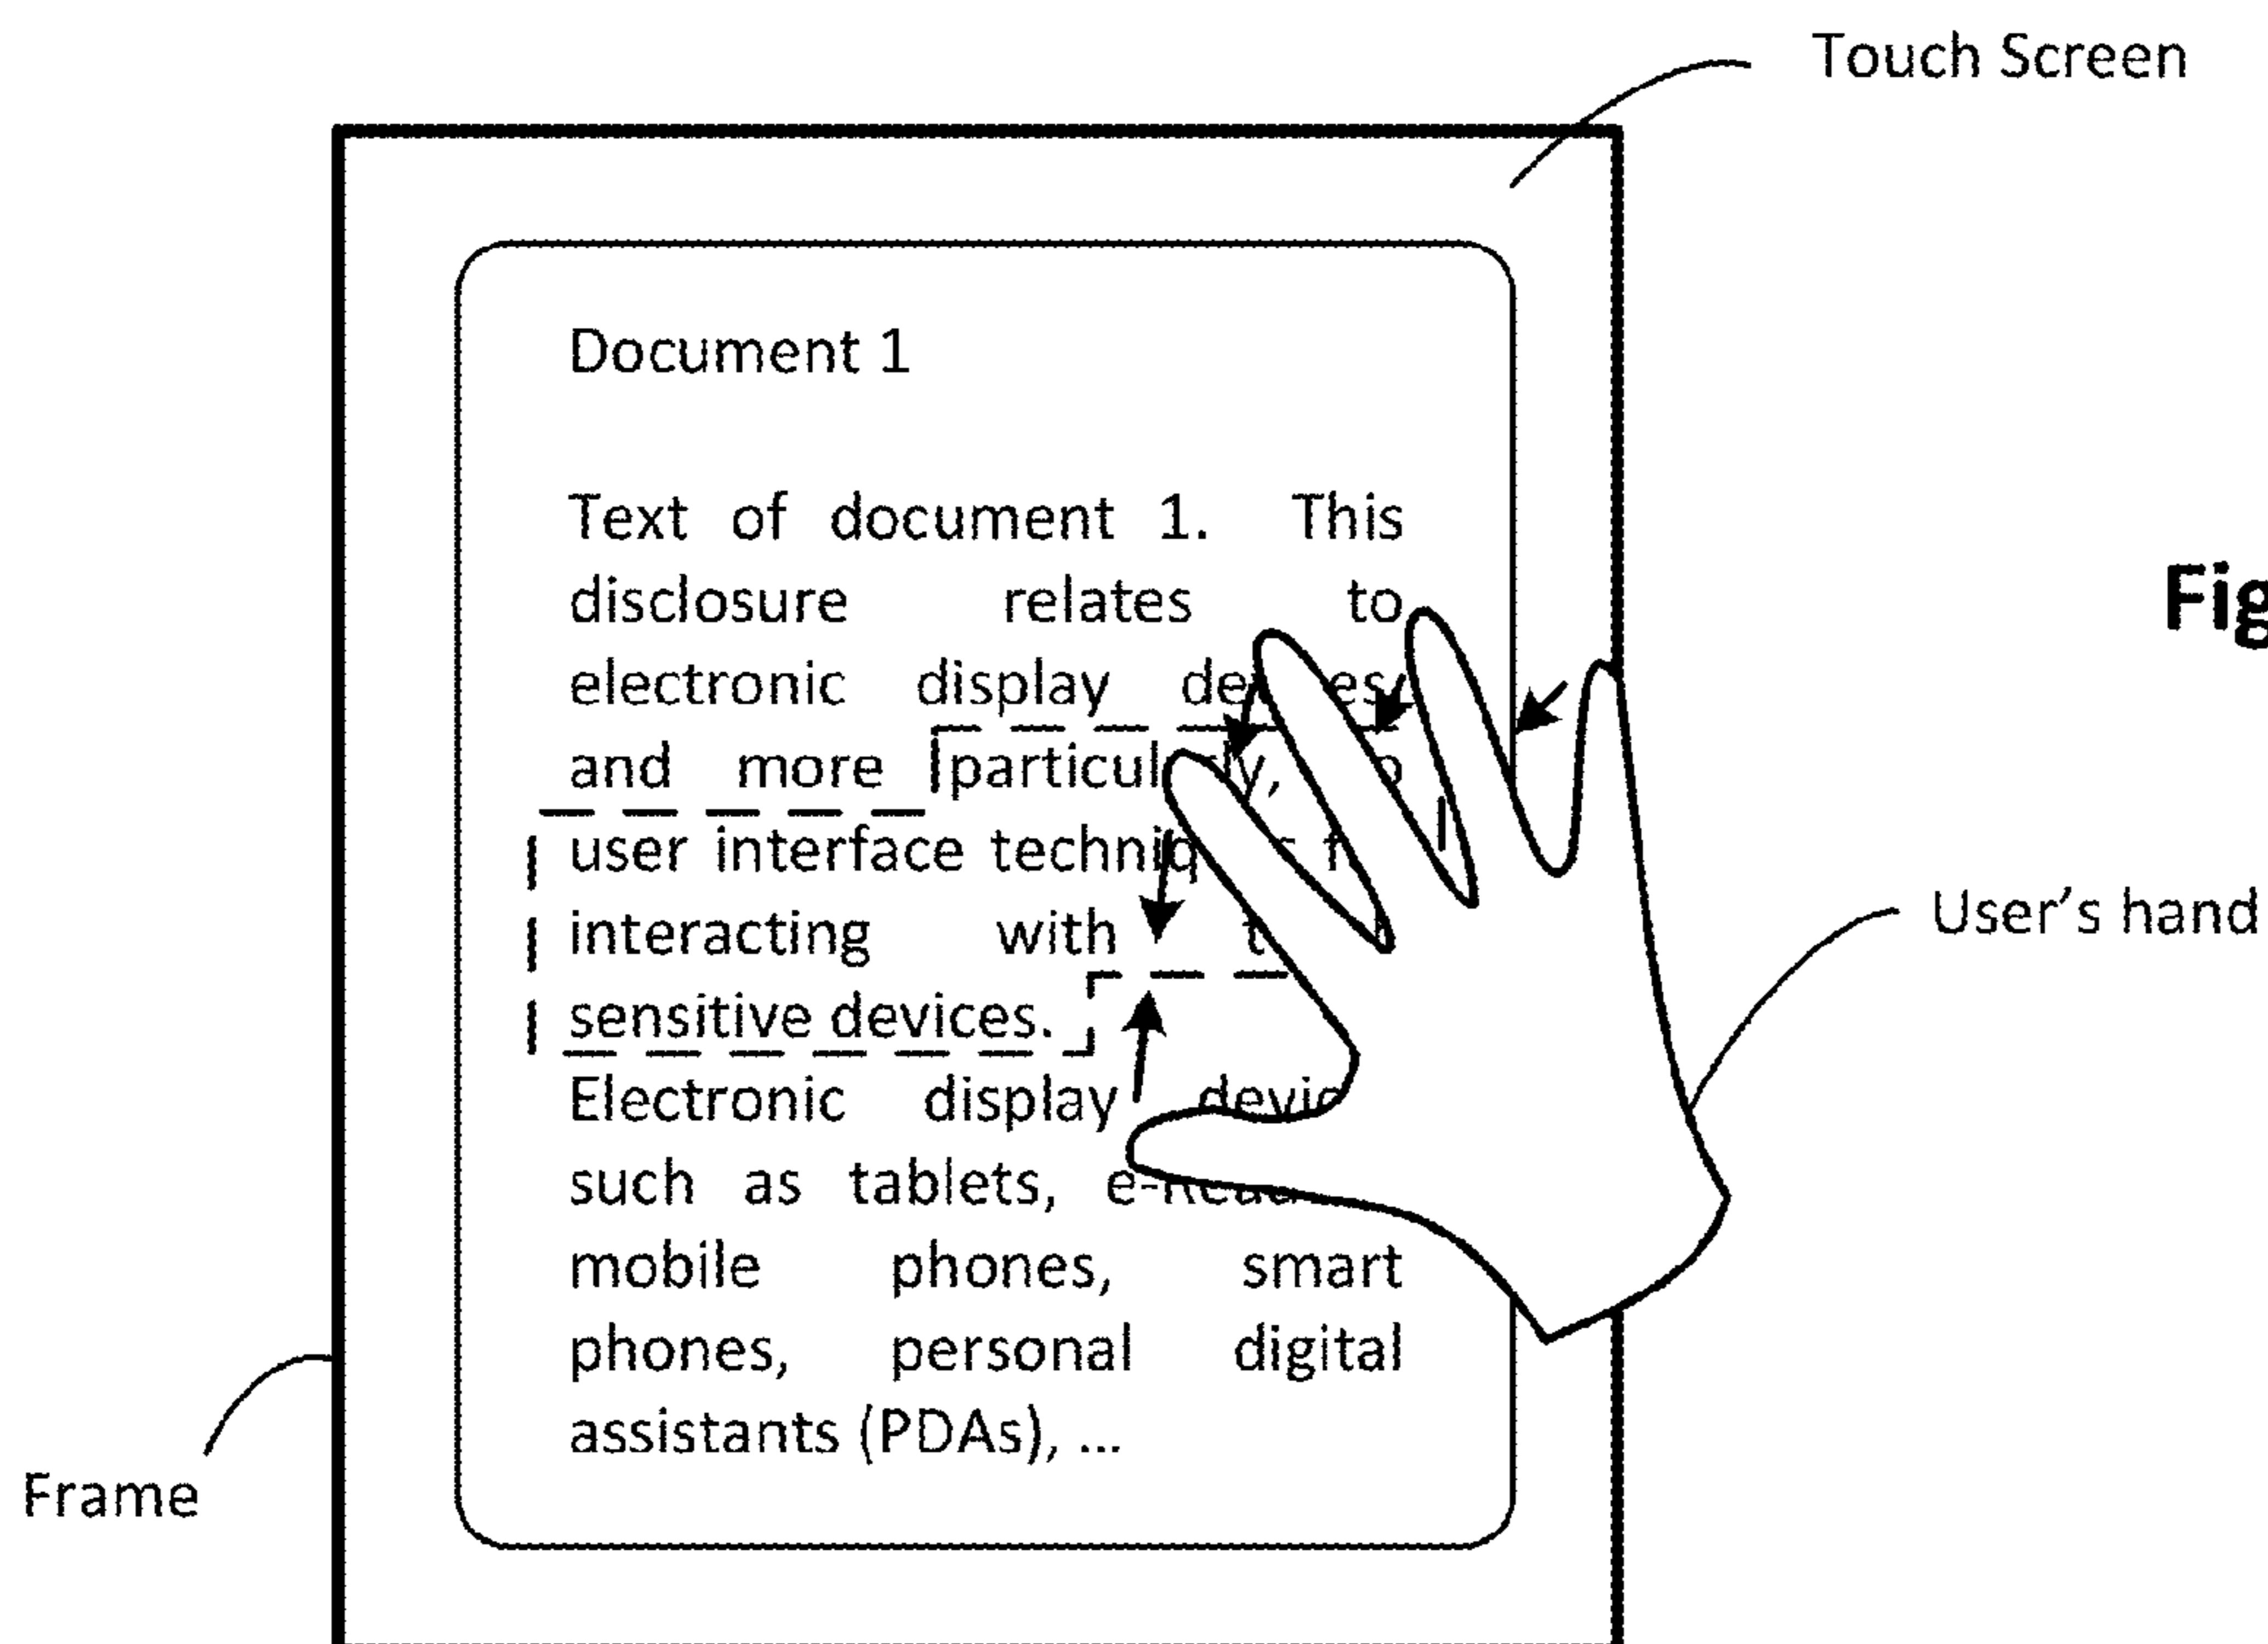 Touch Screen
Document 1
Text of document 1. This
disclosure relates to
electronic display
and more
user interface
interacting with
sensitive devices.
Electronic display
such as tablets,
mobile phones, smart
phones, personal digital
assistants (PDAs), ...
Fig
User's hand
Frame